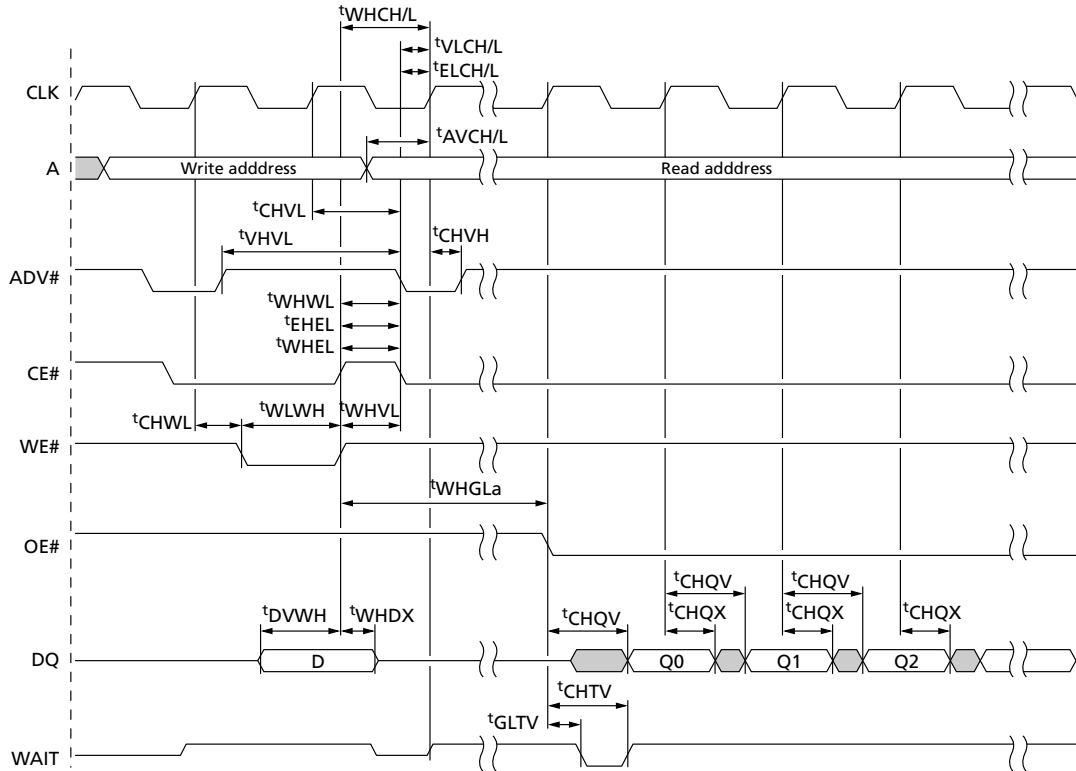 tWHCH/L
tVLCH/L
tELCH/L
CLK
tAVCH/L
A
Write adddress
Read adddress
tCHVL
tVHVL
tCHVH
ADV#
tWHWL
tEHEL
tWHEL
CE#
tCHWL
tWLWH
tWHVL
WE#
tWHGLa
OE#
tDVWH
tWHDX
tCHQV
tCHQV
tCHQX
tCHQV
tCHQX
tCHQX
DQ
D
Q0
Q1
Q2
tCHTV
tGLTV
WAIT